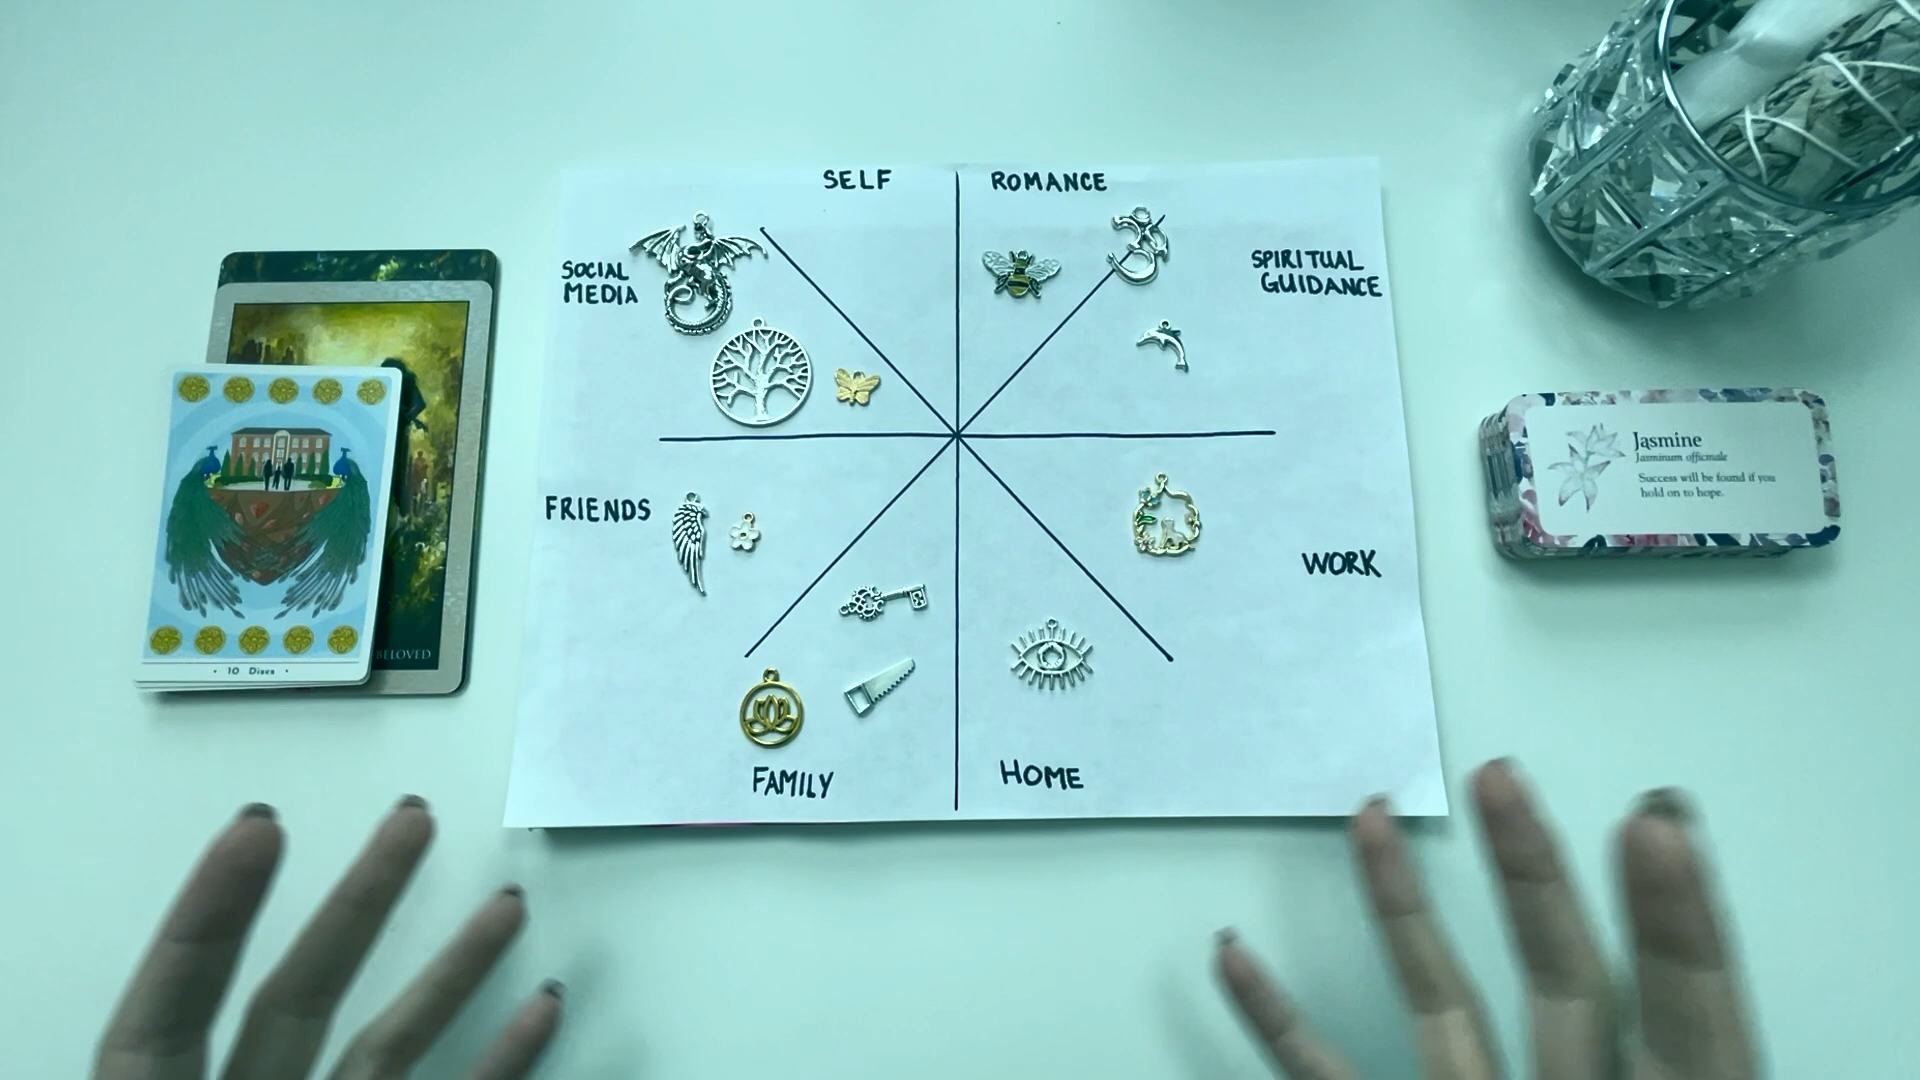 SELF
ROMANCE
SOCIAL
MEDIA
SPIRITUAL
GUIDANCE
FRIENDS
WORK
FAMILY
HOME
• 10 Discs •
BELOVED
Jasmine
Jasminum officinale
Success will be found if you
hold on to hope.